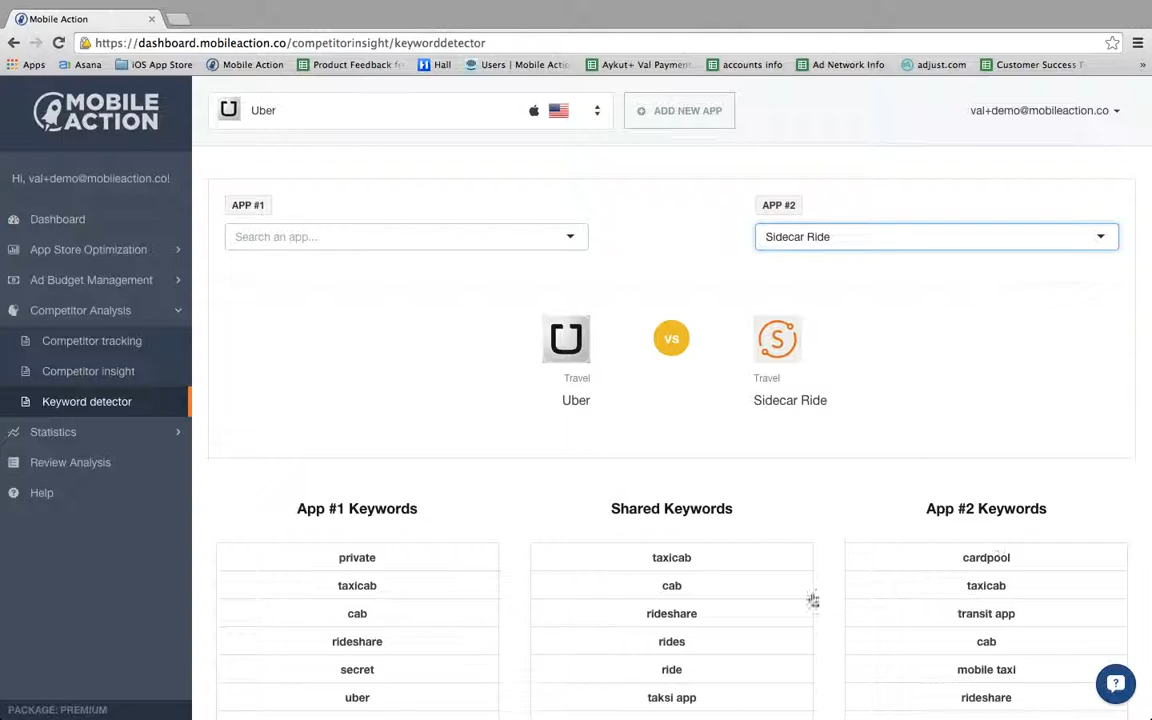 Mobile Action
https://dashboard.mobileaction.co/competitorinsight/keyworddetector
Apps
Asana
iOS App Store
Mobile Action
Product Feedback f
Hall
Users | Mobile Actio
Aykut+ Val Payment
accounts info
Ad Network Info
adjust.com
Customer Success T
»
MOBILE
ACTION
Uber
ADD NEW APP
val+demo@mobileaction.co
Hi, val+demo@mobileaction.co!
Dashboard
App Store Optimization
Ad Budget Management
Competitor Analysis
Competitor tracking
Competitor insight
Keyword detector
Statistics
Review Analysis
Help
PACKAGE: PREMIUM
APP #1
Search an app...
APP #2
Sidecar Ride
Travel
Uber
vs
S
Travel
Sidecar Ride
App #1 Keywords
private
taxicab
cab
rideshare
secret
uber
Shared Keywords
taxicab
cab
rideshare
rides
ride
taksi app
App #2 Keywords
cardpool
taxicab
transit app
cab
mobile taxi
rideshare